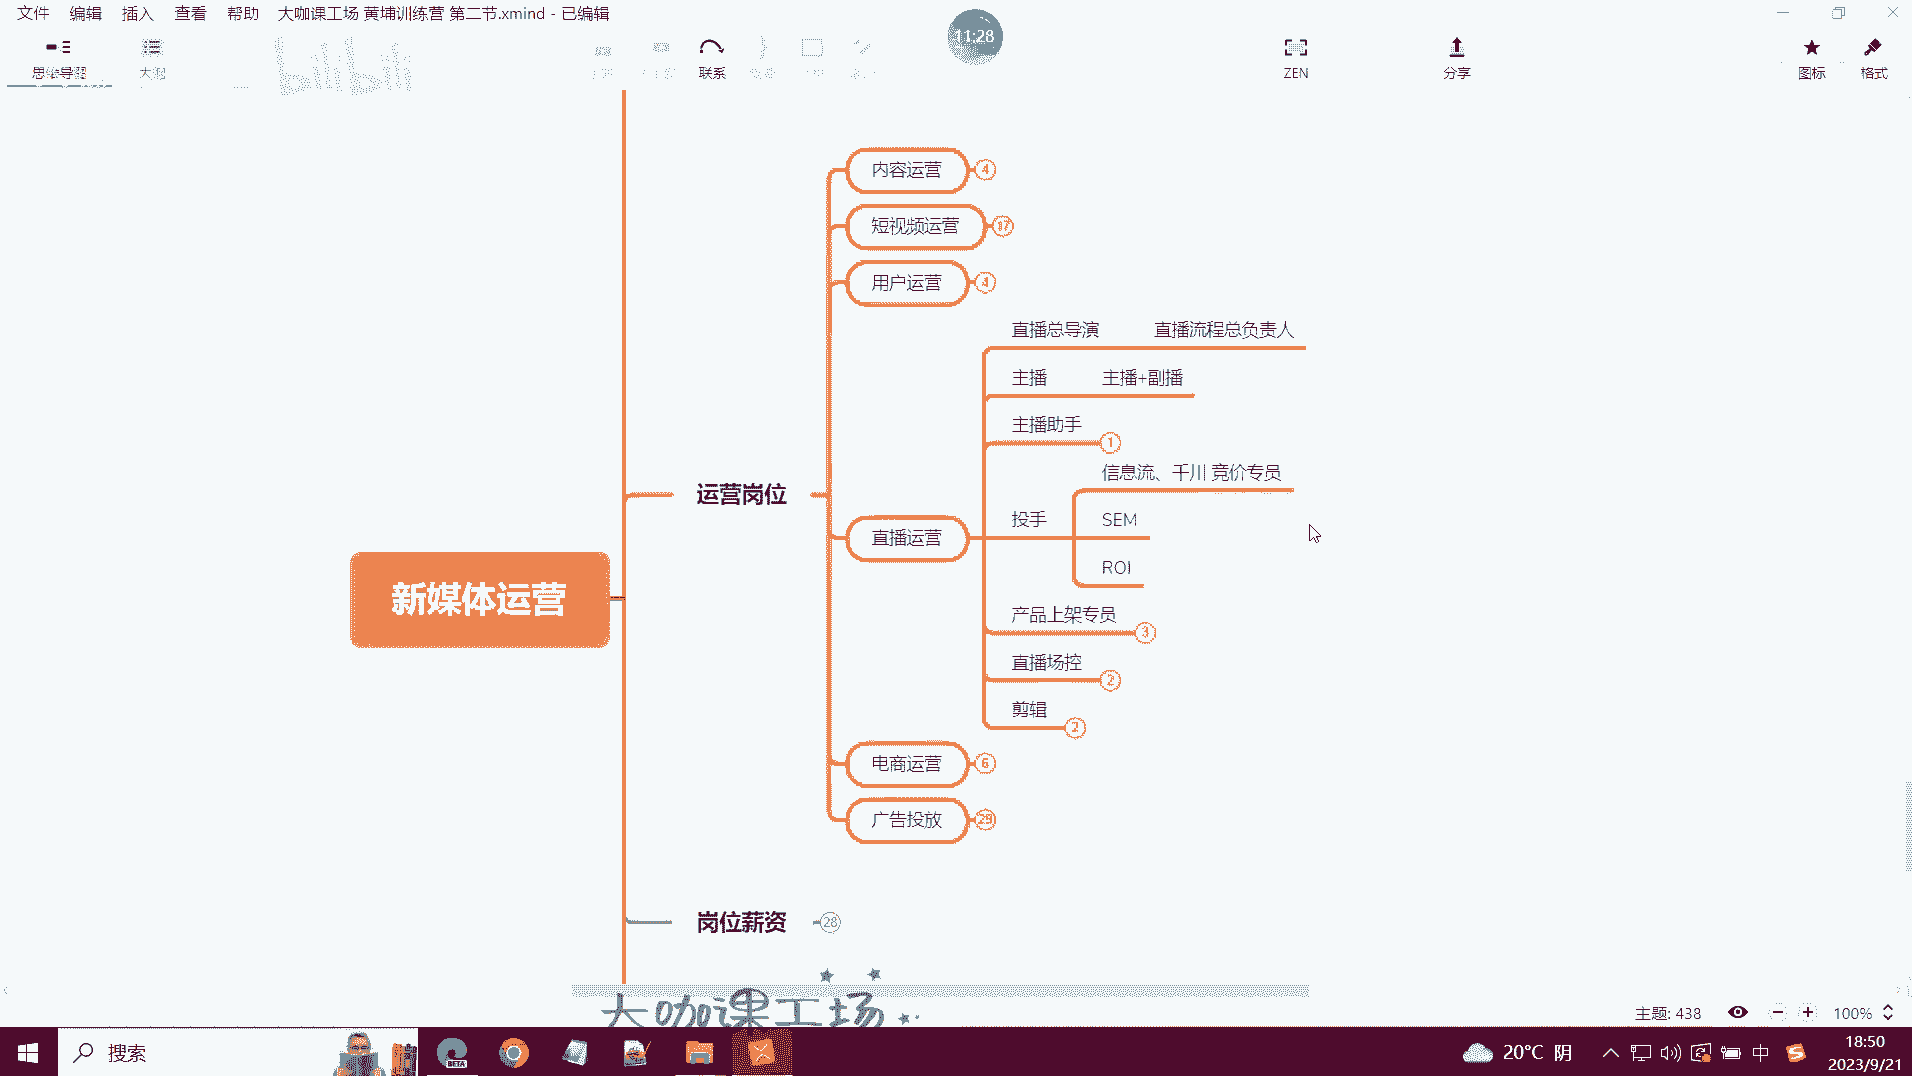 文件 编辑 插入 查看 帮助 大咖课工场 黄埔训练营 第二节.xmind - 已编辑
11:28
思维导图 大纲 联系 ZEN 分享 图标 格式
bilibili
内容运营 4
短视频运营 17
用户运营 4
直播总导演 直播流程总负责人
主播 主播+副播
主播助手 1
信息流、千川 竞价专员
运营岗位
投手 SEM
直播运营
ROI
新媒体运营
产品上架专员 3
直播场控 2
剪辑 2
电商运营 6
广告投放 29
岗位薪资 28
大咖课工场
主题: 438 100%
搜索
BETA
20°C 阴
中
18:50
2023/9/21